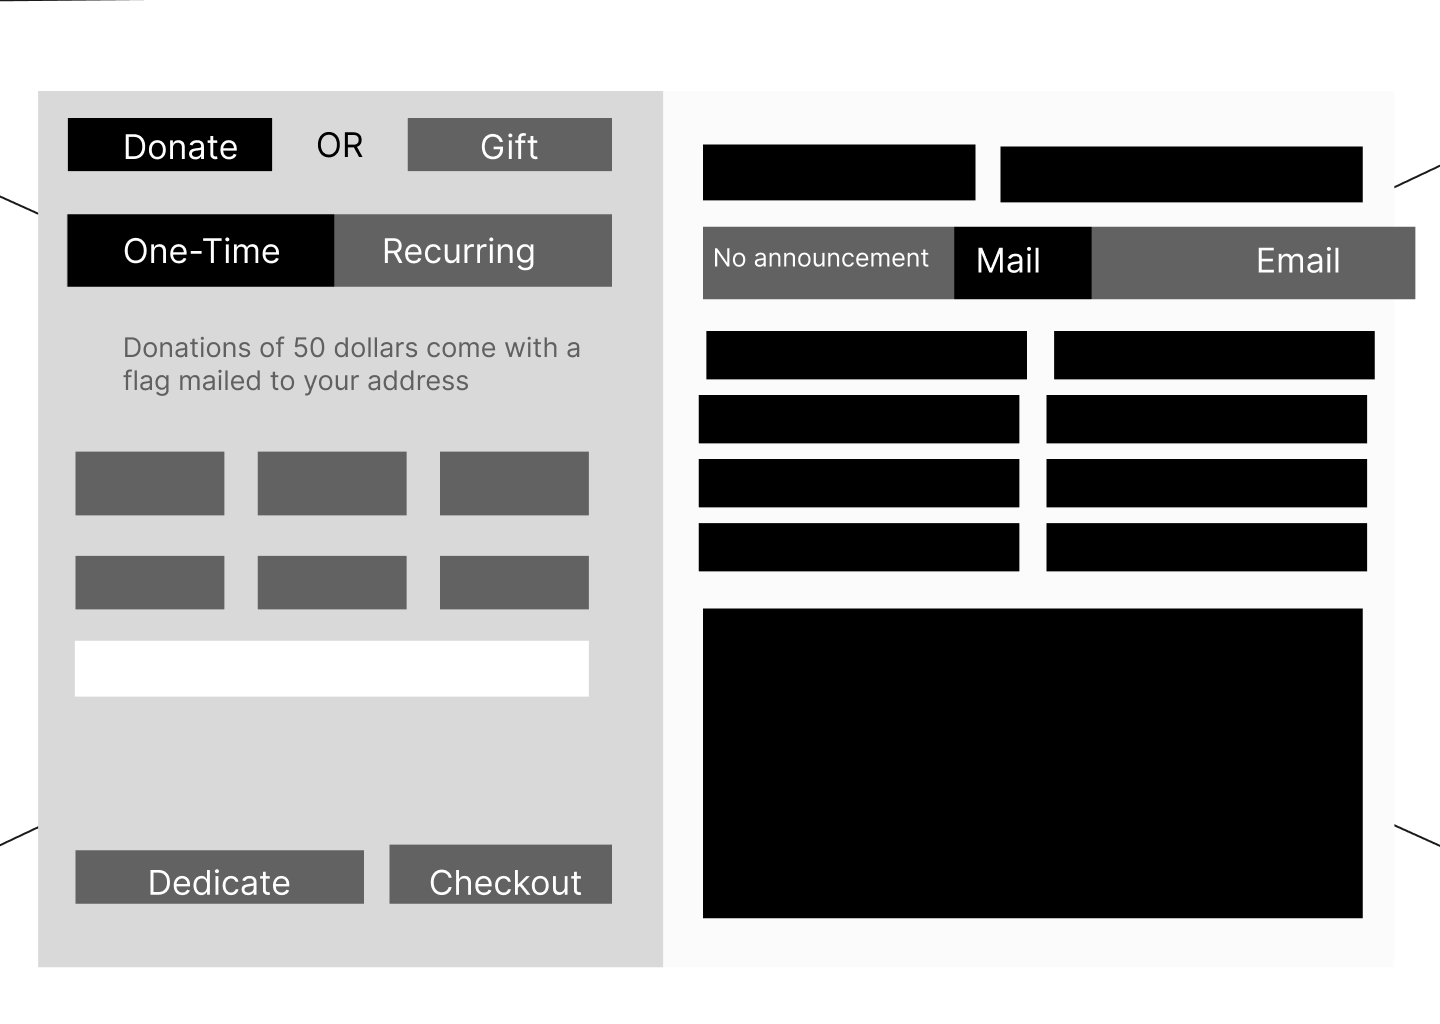 Donate OR Gift
One-Time Recurring
Donations of 50 dollars come with a
flag mailed to your address
Dedicate Checkout
No announcement Mail Email